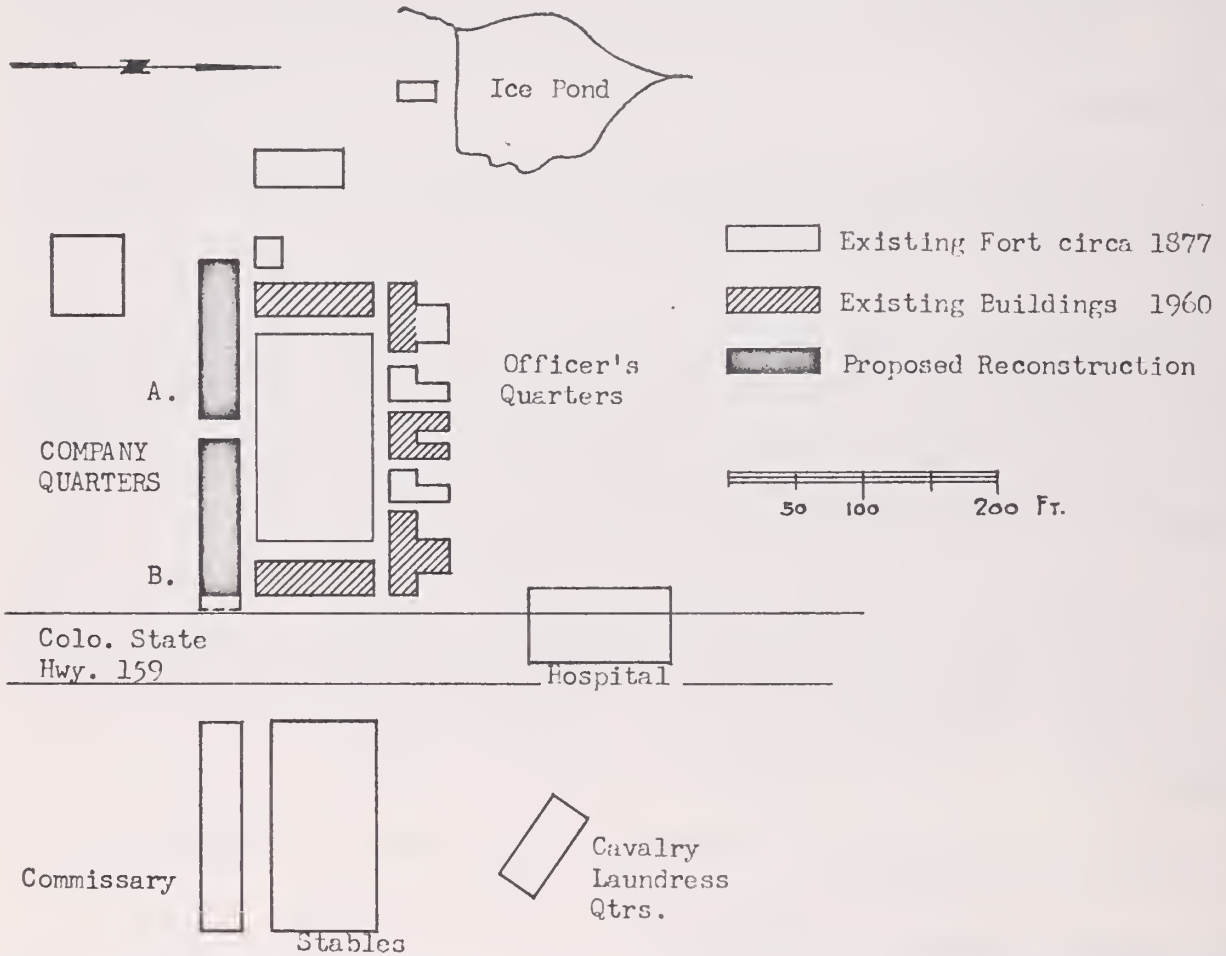 Ice Pond
Existing Fort circa 1877
Existing Buildings 1960
Proposed Reconstruction
Officer's
Quarters
A.
COMPANY
QUARTERS
B.
50 100 200 FT.
Colo. State
Hwy. 159
Hospital
Commissary
Stables
Cavalry
Laundress
Qtrs.